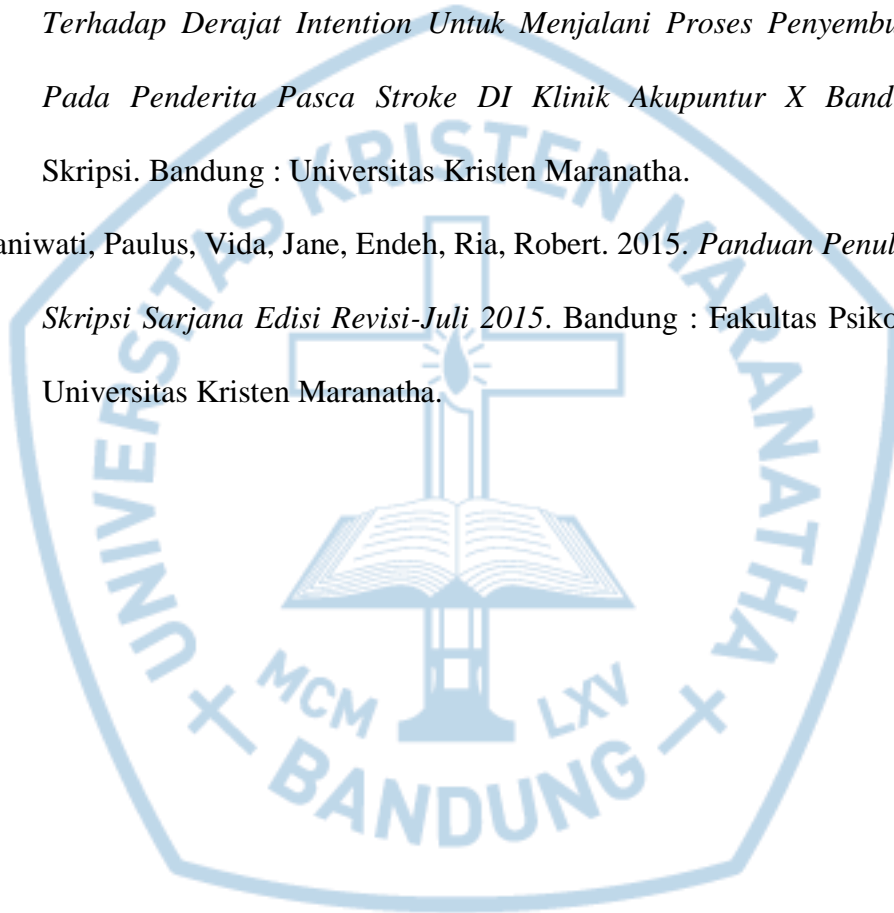 Terhadap Derajat Intention Untuk Menjalani Proses Penyembu
Pada Penderita Pasca Stroke DI Klinik Akupuntur X Band
Skripsi. Bandung : Universitas Kristen Maranatha.
aniwati, Paulus, Vida, Jane, Endeh, Ria, Robert. 2015. Panduan Penul
Skripsi Sarjana Edisi Revisi-Juli 2015. Bandung : Fakultas Psiko
Universitas Kristen Maranatha.
UNIVERSITAS KRISTEN MARANATHA
MCM LXV
BANDUNG